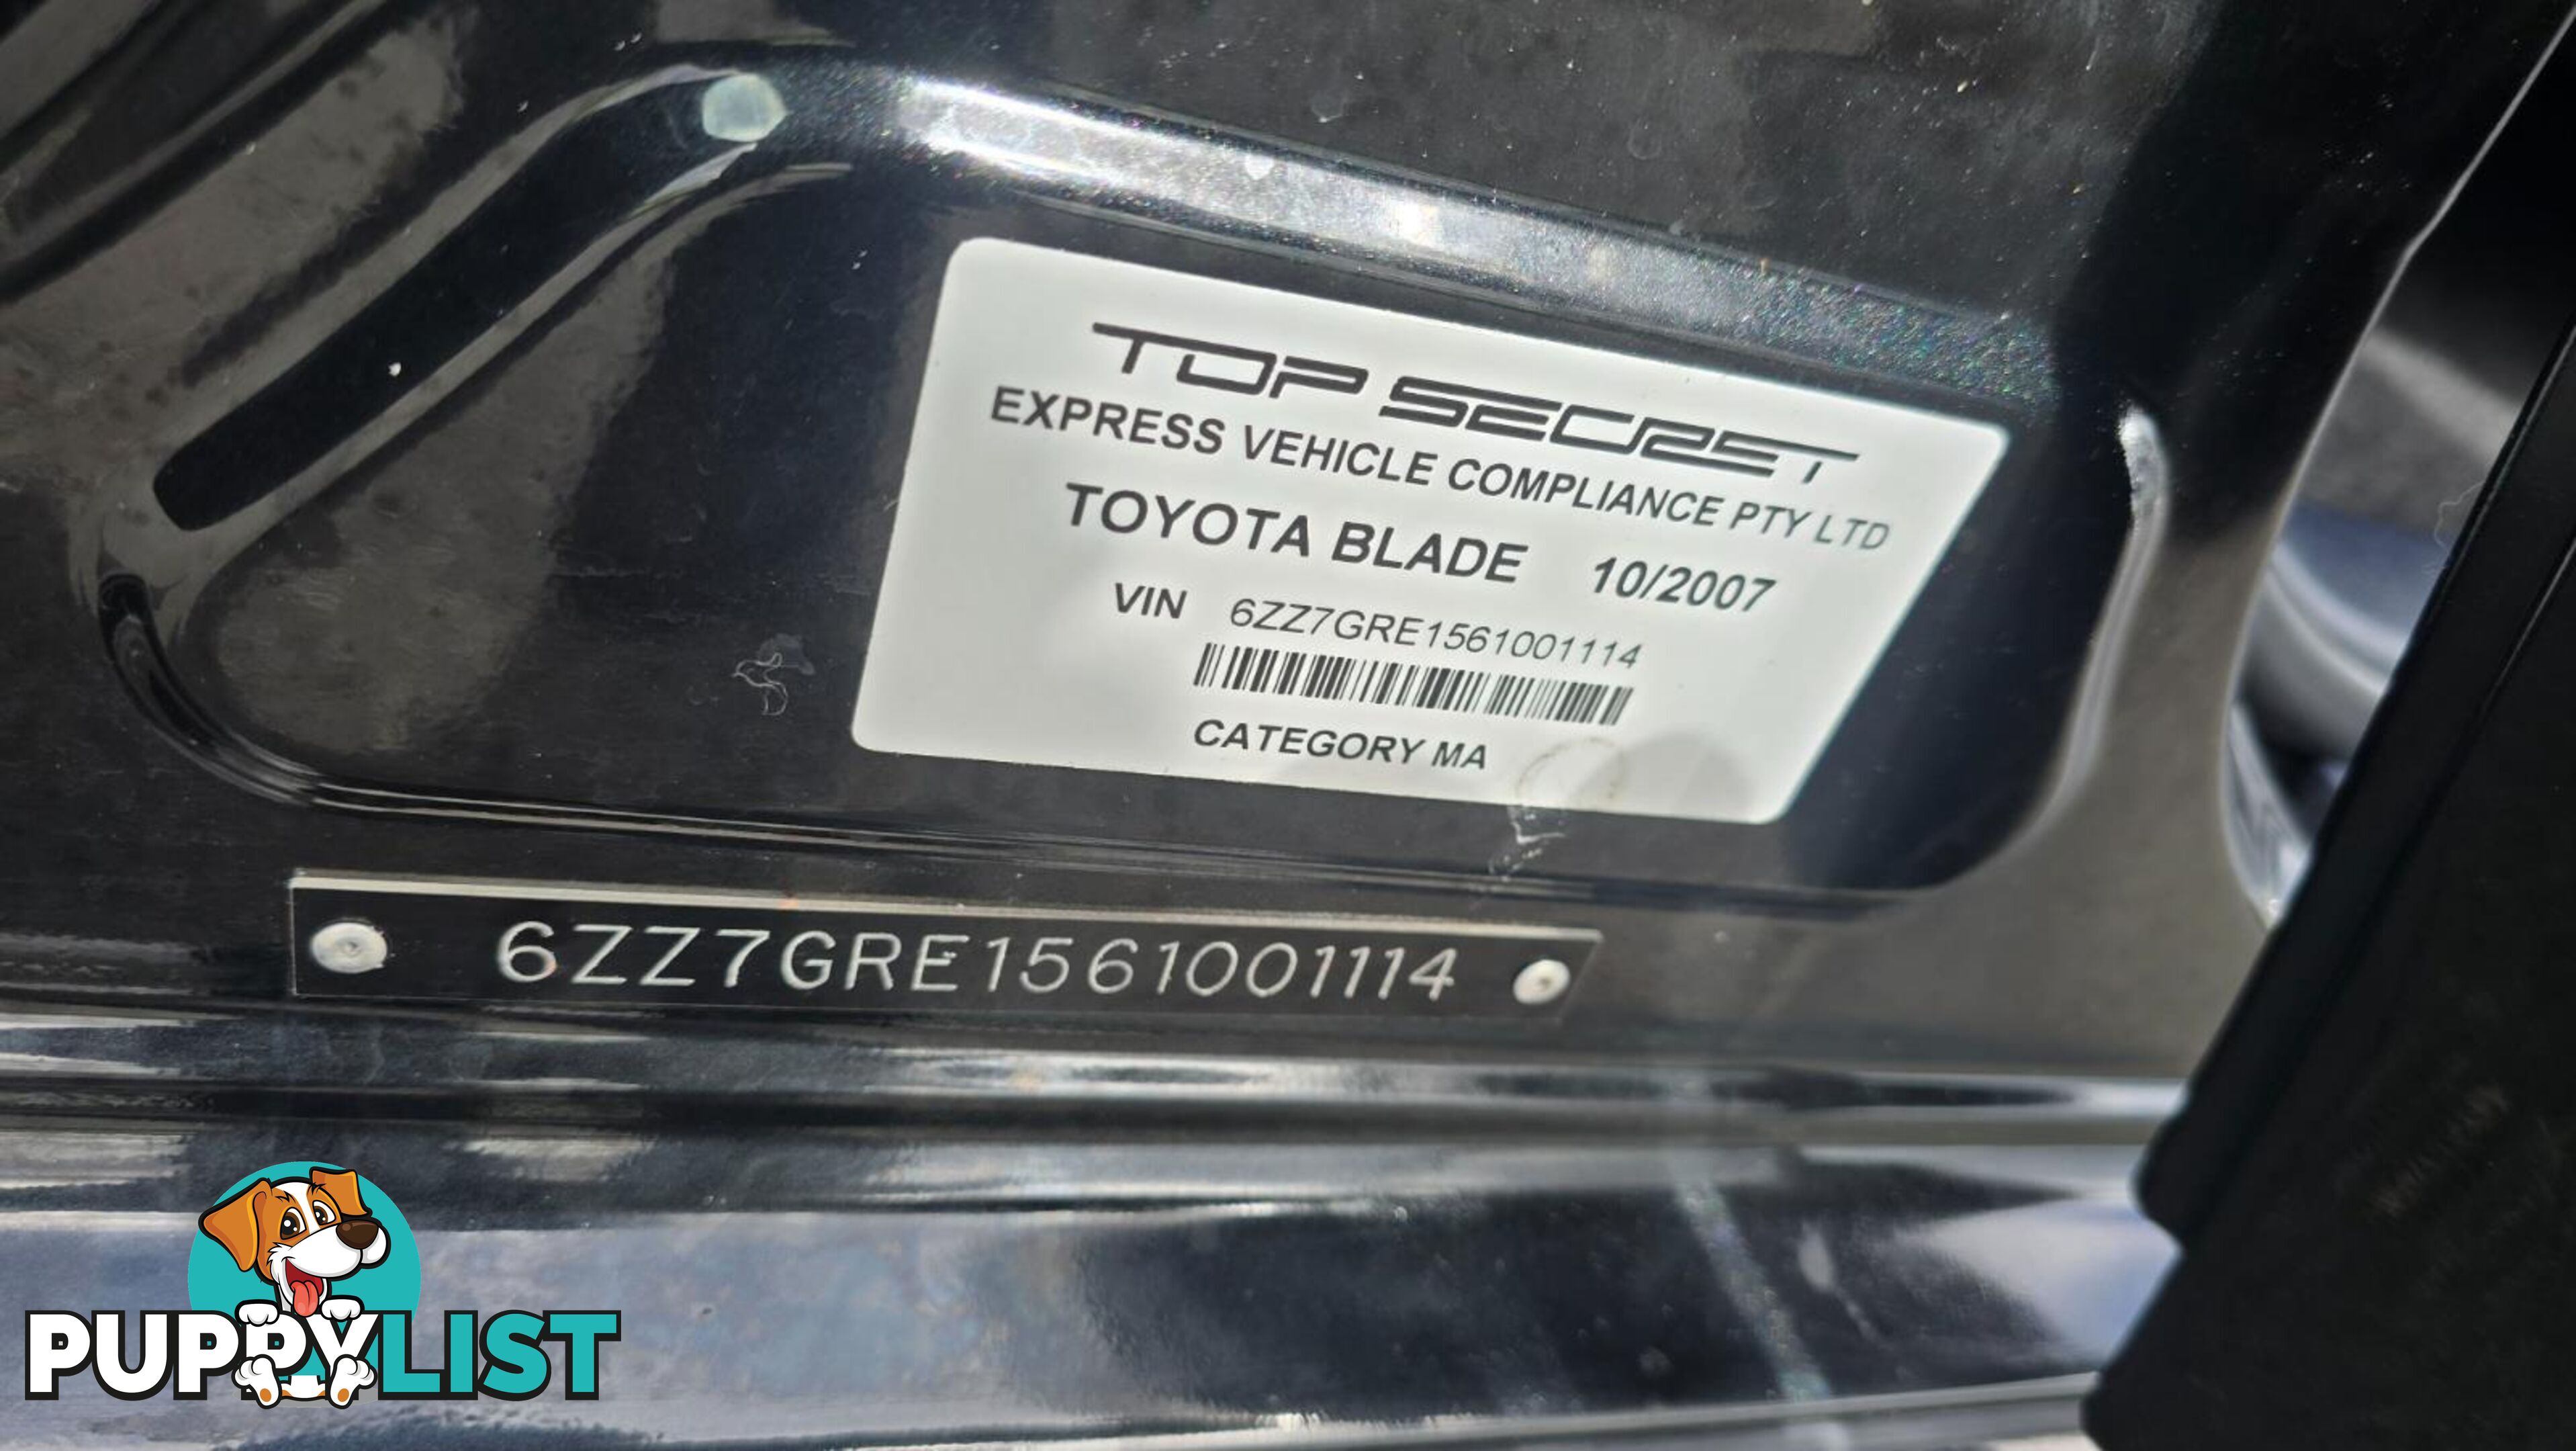 TOP SECRET
EXPRESS VEHICLE COMPLIANCE PTY LTD
TOYOTA BLADE 10/2007
VIN 6ZZ7GRE1561001114
CATEGORY MA
6ZZ7GRE1561001114
PUPPYLIST